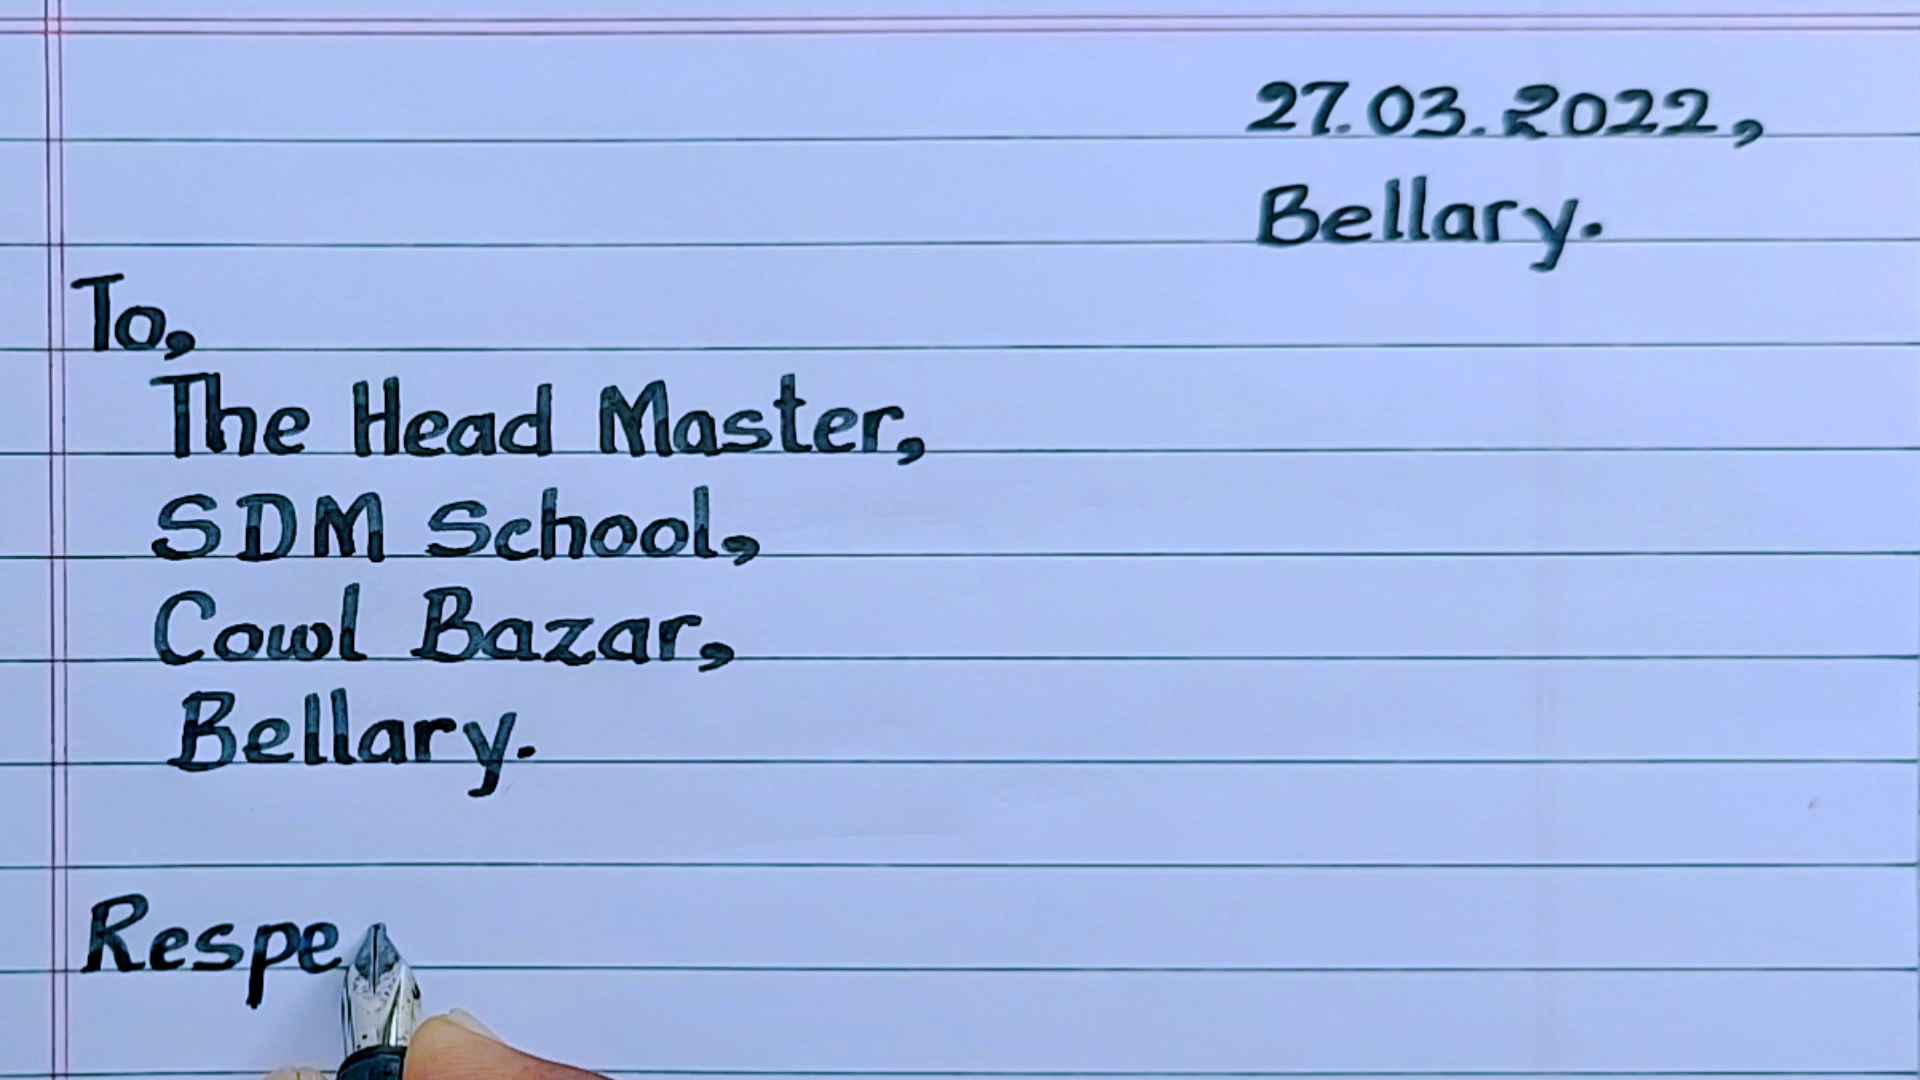 27.03.2022,
Bellary.
To,
The Head Master,
SDM School,
Cowl Bazar,
Bellary.
Respe